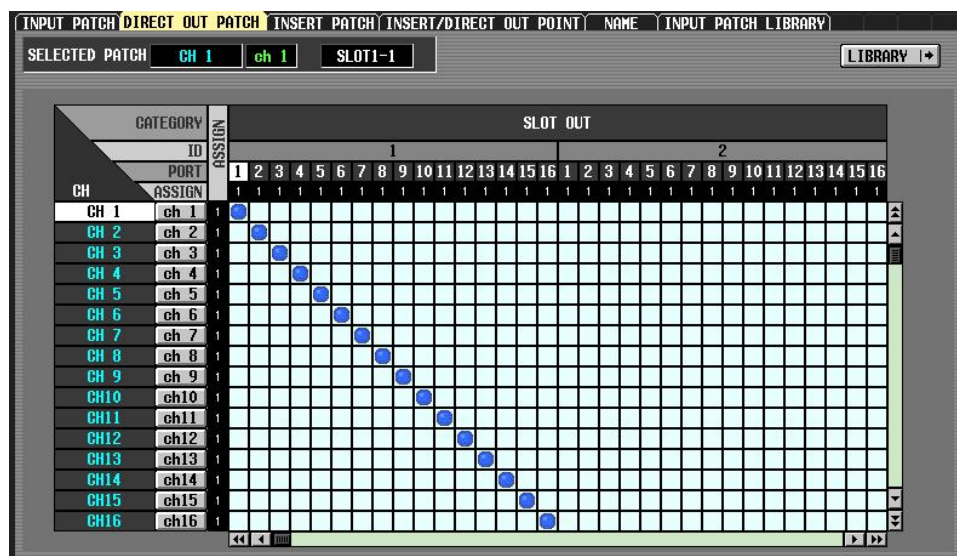 INPUT PATCH DIRECT OUT PATCH INSERT PATCH INSERT/DIRECT OUT POINT NAME INPUT PATCH LIBRARY
SELECTED PATCH CH 1 ch 1 SLOT1-1 LIBRARY
CATEGORY ASSIGN SLOT OUT
ID 1 2
PORT 1 2 3 4 5 6 7 8 9 10 11 12 13 14 15 16 1 2 3 4 5 6 7 8 9 10 11 12 13 14 15 16
CH ASSIGN 1 1 1 1 1 1 1 1 1 1 1 1 1 1 1 1 1 1 1 1 1 1 1 1 1 1 1 1 1 1 1 1
CH 1 ch 1 1
CH 2 ch 2 1
CH 3 ch 3 1
CH 4 ch 4 1
CH 5 ch 5 1
CH 6 ch 6 1
CH 7 ch 7 1
CH 8 ch 8 1
CH 9 ch 9 1
CH10 ch10 1
CH11 ch11 1
CH12 ch12 1
CH13 ch13 1
CH14 ch14 1
CH15 ch15 1
CH16 ch16 1